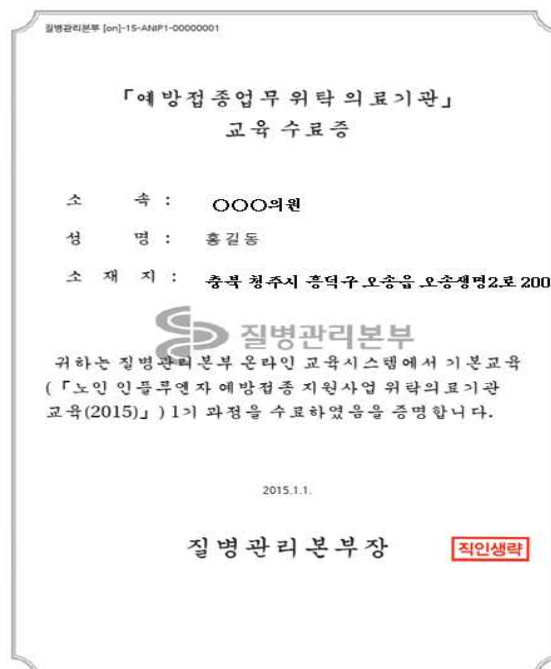 질병관리본부 [on]-15-ANIP1-00000001
「예방접종업무 위탁 의료기관」
교육 수료증
소 속 : ○○○의원
성 명 : 홍길동
소 재 지 : 충북 청주시 흥덕구 오송읍 오송생명2로 200
질병관리본부
귀하는 질병관리본부 온라인 교육시스템에서 기본교육
(「노인 인플루엔자 예방접종 지원사업 위탁의료기관
교육(2015)」) 1기 과정을 수료하였음을 증명합니다.
2015.1.1.
질병관리본부장 직인생략